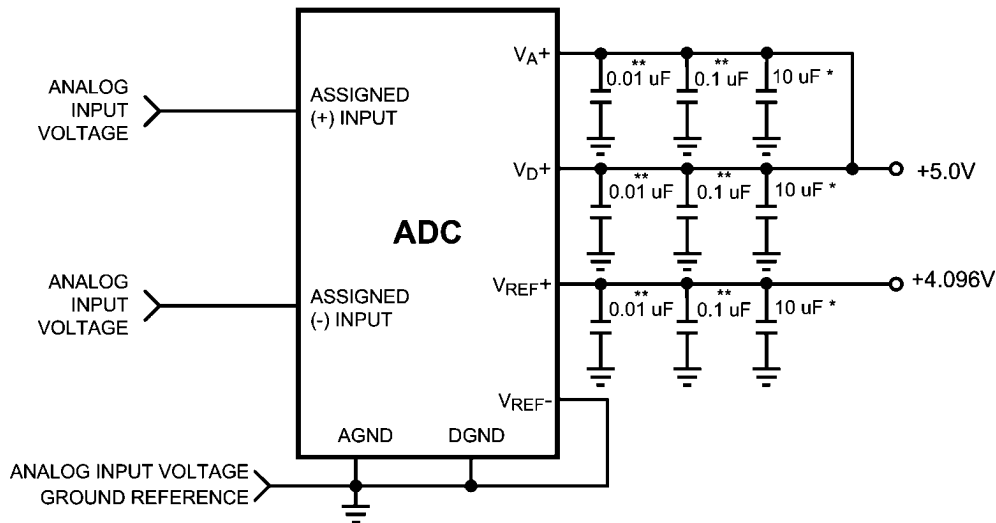 ANALOG
INPUT
VOLTAGE
ASSIGNED
(+) INPUT
ANALOG
INPUT
VOLTAGE
ASSIGNED
(-) INPUT
ADC
VA+
** 0.01 uF
** 0.1 uF
10 uF *
VD+
** 0.01 uF
** 0.1 uF
10 uF *
+5.0V
VREF+
** 0.01 uF
** 0.1 uF
10 uF *
+4.096V
VREF-
AGND
DGND
ANALOG INPUT VOLTAGE
GROUND REFERENCE